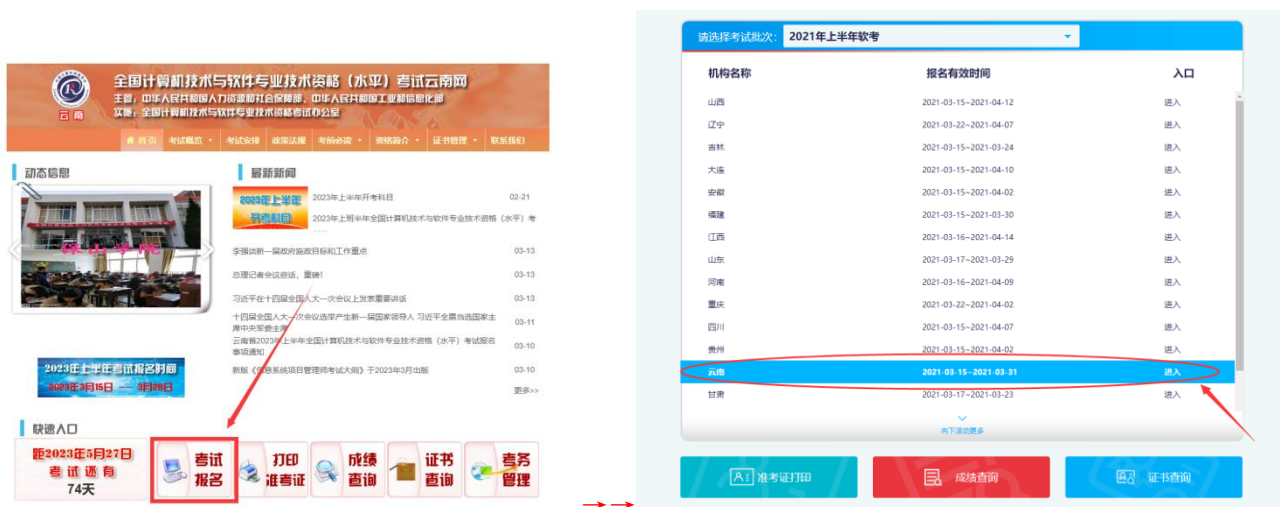 全国计算机技术与软件专业技术资格（水平）考试云南网
主管：中华人民共和国人力资源和社会保障部、中华人民共和国工业和信息化部
实施：全国计算机技术与软件专业技术资格考试办公室
云南
首页 考试概览 考试安排 政策法规 考前必读 资格简介 证书管理 联系我们
动态信息
保山学院
2023年上半年考试报名时间
2023年3月15日 —— 3月28日
最新新闻
2023年上半年
开考科目
2023年上半年开考科目 02-21
2023年上班半年全国计算机技术与软件专业技术资格（水平）考
......
李强谈新一届政府施政目标和工作重点 03-13
总理记者会这些话，重磅！ 03-13
习近平在十四届全国人大一次会议上发表重要讲话 03-13
十四届全国人大一次会议选举产生新一届国家领导人 习近平全票当选国家主
席中央军委主席 03-11
云南省2023年上半年全国计算机技术与软件专业技术资格（水平）考试报名
事项通知 03-10
新版《信息系统项目管理师考试大纲》于2023年3月出版 03-10
更多>>
快速入口
距2023年5月27日
考试还有
74天
考试
报名
打印
准考证
成绩
查询
证书
查询
考务
管理
→→
请选择考试批次： 2021年上半年软考
机构名称 报名有效时间 入口
山西 2021-03-15~2021-04-12 进入
辽宁 2021-03-22~2021-04-07 进入
吉林 2021-03-15~2021-03-24 进入
大连 2021-03-15~2021-04-10 进入
安徽 2021-03-15~2021-04-02 进入
福建 2021-03-15~2021-03-30 进入
江西 2021-03-16~2021-04-14 进入
山东 2021-03-17~2021-03-29 进入
河南 2021-03-16~2021-04-09 进入
重庆 2021-03-22~2021-04-02 进入
四川 2021-03-15~2021-04-07 进入
贵州 2021-03-15~2021-04-02 进入
云南 2021-03-15~2021-03-31 进入
甘肃 2021-03-17~2021-03-23 进入
向下滚动更多
准考证打印
成绩查询
证书查询